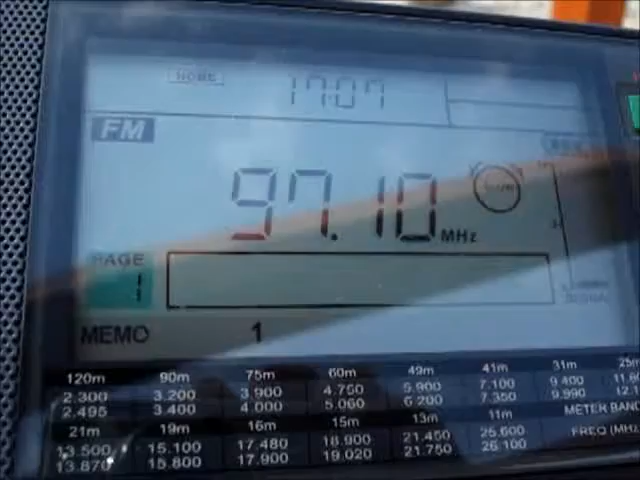 HOME 17:07
FM
97.10 MHz
PAGE
1
MEMO 1
120m 90m 75m 60m 49m 41m 31m
2.300 3.200 3.900 4.750 5.900 7.100 9.400
2.495 3.400 4.000 5.060 6.200 7.350 9.990
21m 19m 16m 15m 13m 11m METER BAND
13.500 15.100 17.480 18.900 21.450 25.600 FREQ (MHz
13.870 15.800 17.900 19.020 21.750 26.100